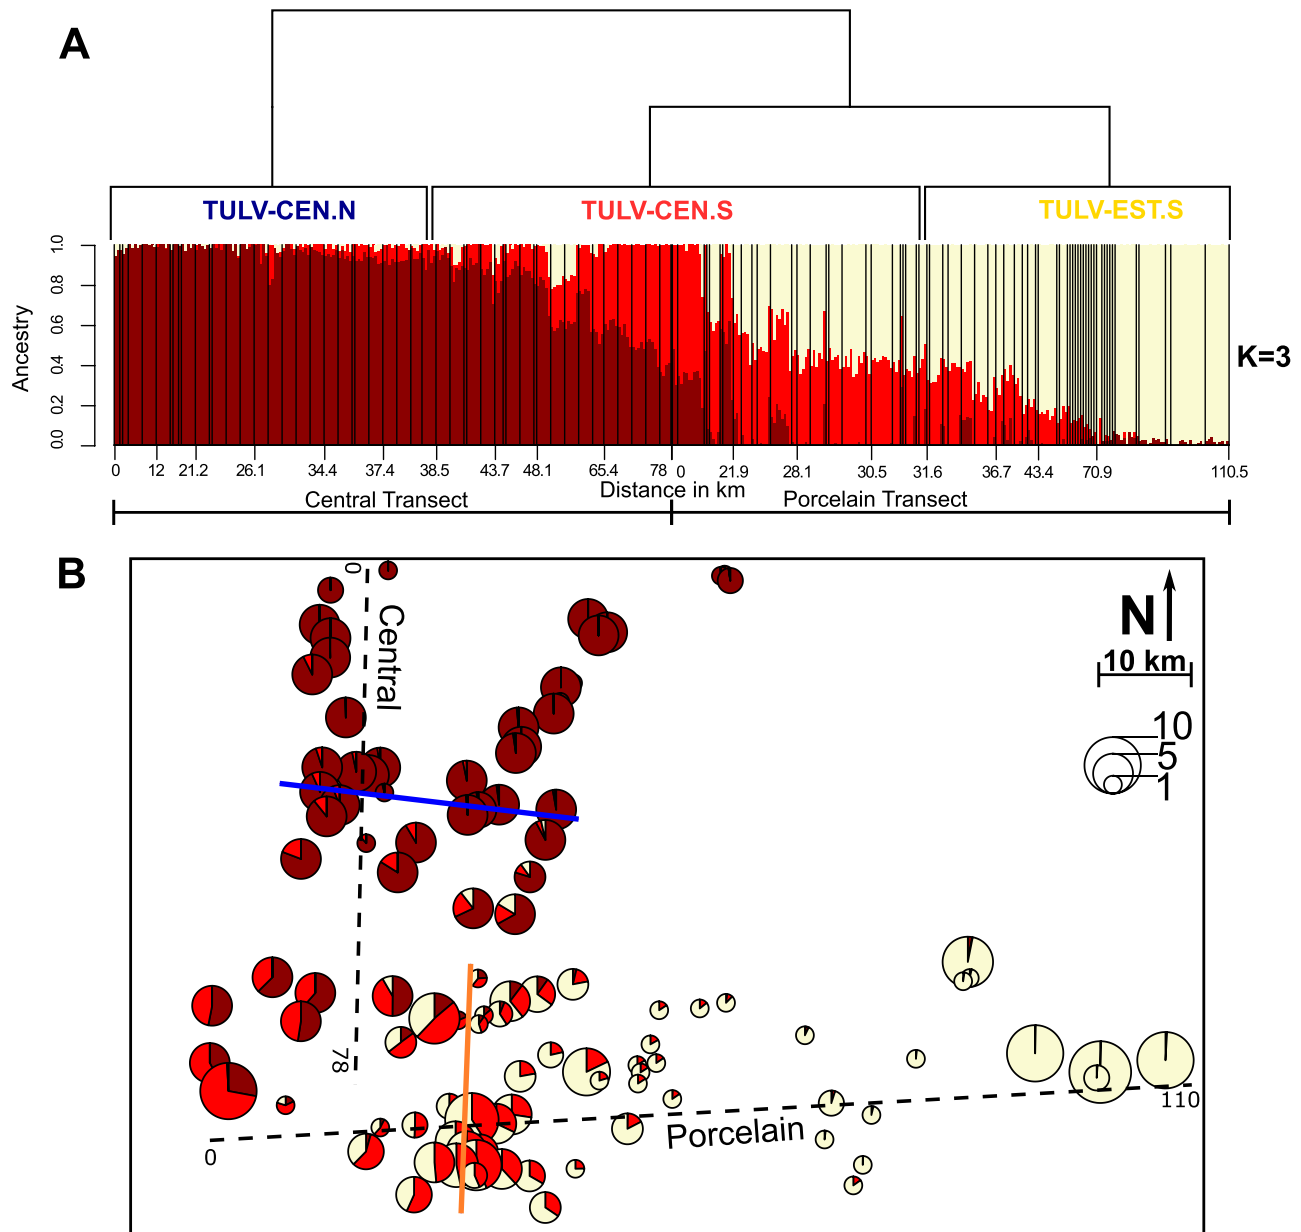 A
TULV-CEN.N TULV-CEN.S TULV-EST.S
Ancestry
1.0
0.8
0.6
0.4
0.2
0.0
K=3
0 12 21.2 26.1 34.4 37.4 38.5 43.7 48.1 65.4 78 0 21.9 28.1 30.5 31.6 36.7 43.4 70.9 110.5
Distance in km
Central Transect Porcelain Transect
B
0
Central
78
N
10 km
10
5
1
0
Porcelain
110